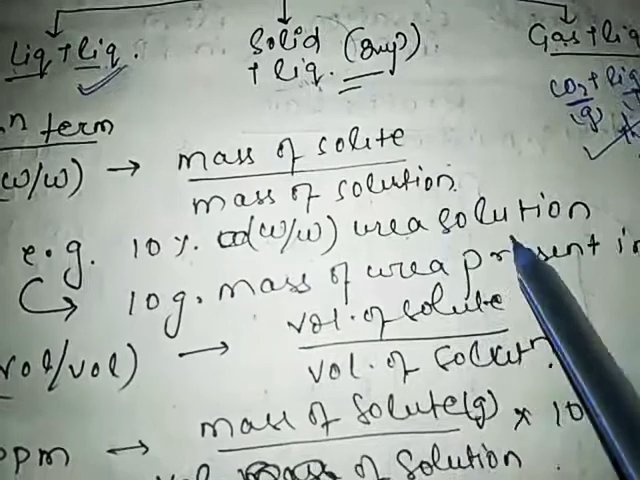 Liq + Liq. Solid (imp) Gas + liq
+ Liq.
CO2 + liq
(g)
n term
(w/w) → mass of solute
mass of solution.
e.g. 10 %. (w/w) urea solution
10 g. mass of urea present in
vol/vol) → vol. of solute
vol. of
ppm → mass of solute(g) × 10
of Solution.